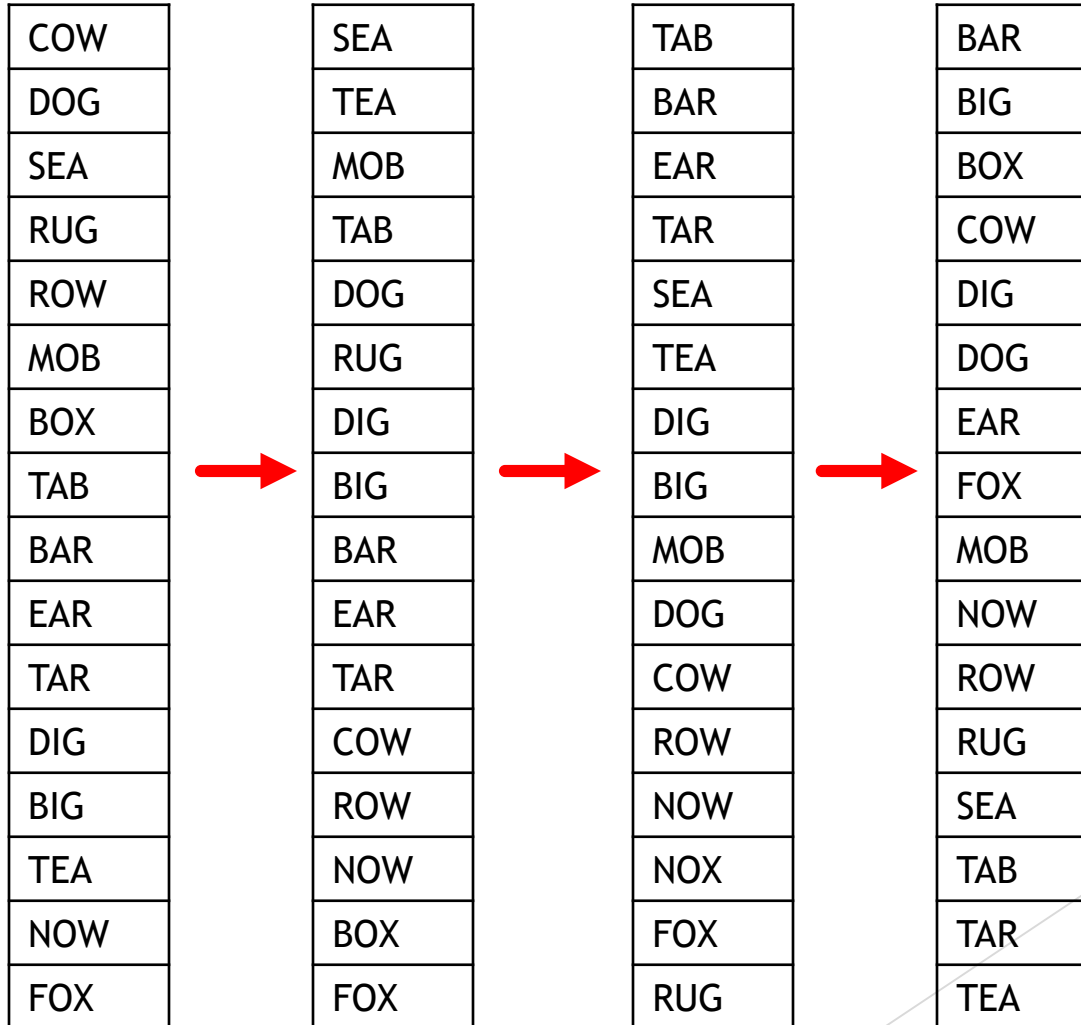 COW SEA TAB BAR
DOG TEA BAR BIG
SEA MOB EAR BOX
RUG TAB TAR COW
ROW DOG SEA DIG
MOB RUG TEA DOG
BOX DIG DIG EAR
TAB BIG BIG FOX
BAR BAR MOB MOB
EAR EAR DOG NOW
TAR TAR COW ROW
DIG COW ROW RUG
BIG ROW NOW SEA
TEA NOW NOX TAB
NOW BOX FOX TAR
FOX FOX RUG TEA